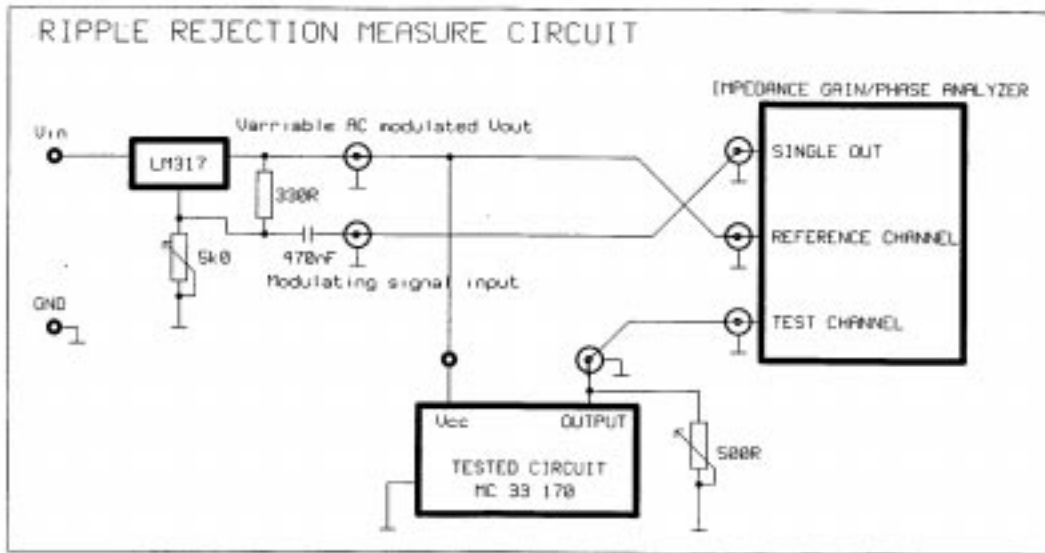 RIPPLE REJECTION MEASURE CIRCUIT
IMPEDANCE GAIN/PHASE ANALYZER
Vin
Varriable AC modulated Vout
LM317
SINGLE OUT
330R
REFERENCE CHANNEL
5k0
470nF
Modulating signal input
GND
TEST CHANNEL
Vcc
OUTPUT
500R
TESTED CIRCUIT
MC 33 170